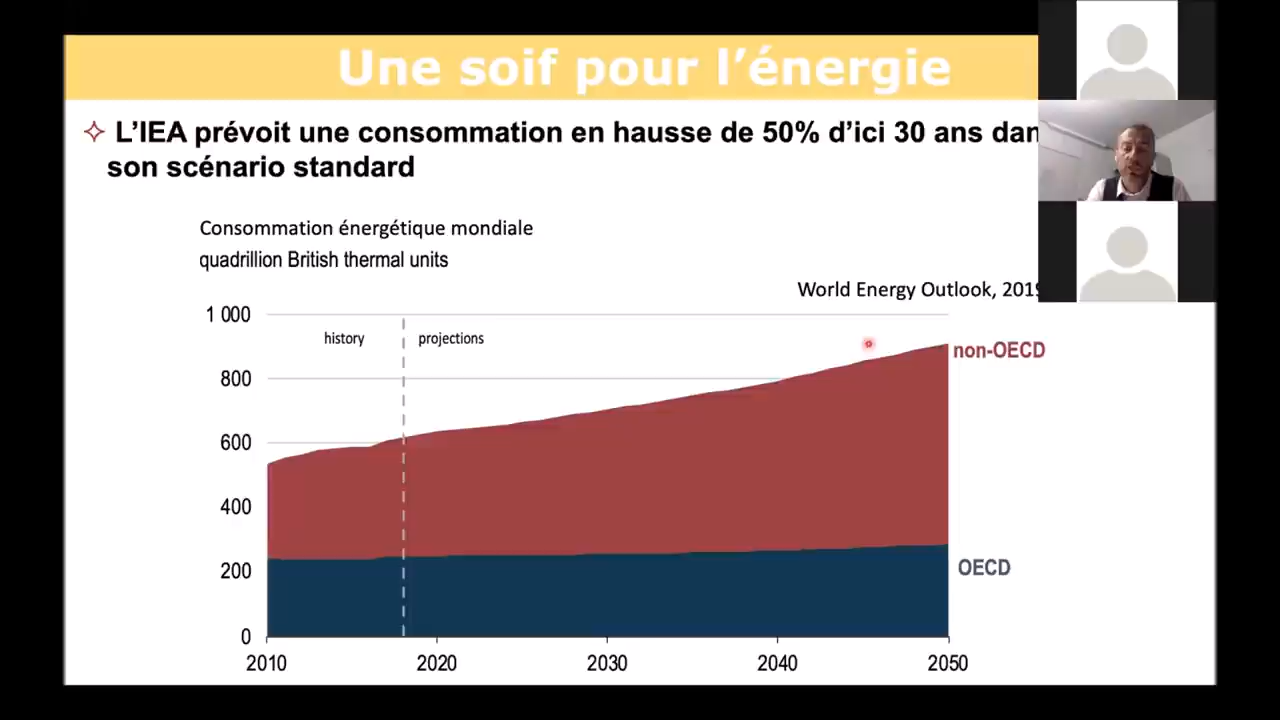 Une soif pour l’énergie
L’IEA prévoit une consommation en hausse de 50% d’ici 30 ans
son scénario standard
Consommation énergétique mondiale
quadrillion British thermal units
World Energy Outlook, 2019
1 000
history
projections
800
600
400
200
0
non-OECD
OECD
2010
2020
2030
2040
2050